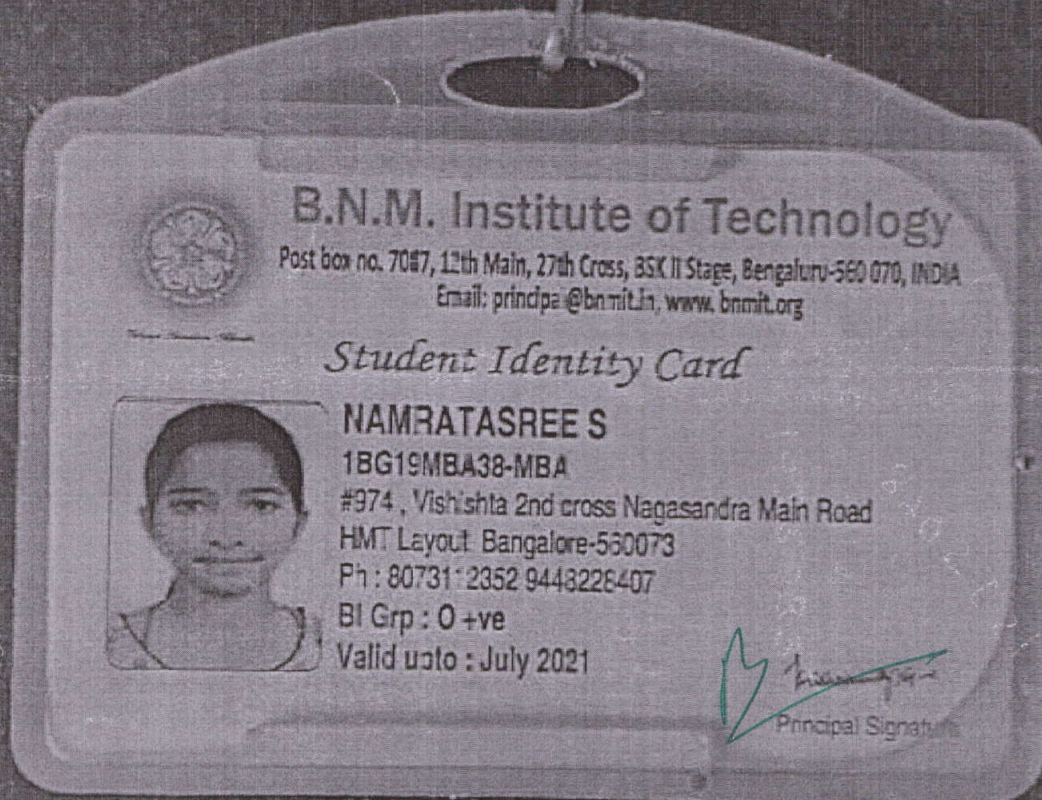 B.N.M. Institute of Technology
Post box no. 7087, 12th Main, 27th Cross, BSK II Stage, Bengaluru-560 070, INDIA
Email: principal@bnmit.in, www. bnmit.org
Student Identity Card
NAMRATASREE S
1BG19MBA38-MBA
#974 , Vishishta 2nd cross Nagasandra Main Road
HMT Layout Bangalore-560073
Ph : 9448228407
Bl Grp : O +ve
Valid upto : July 2021
Principal Signature